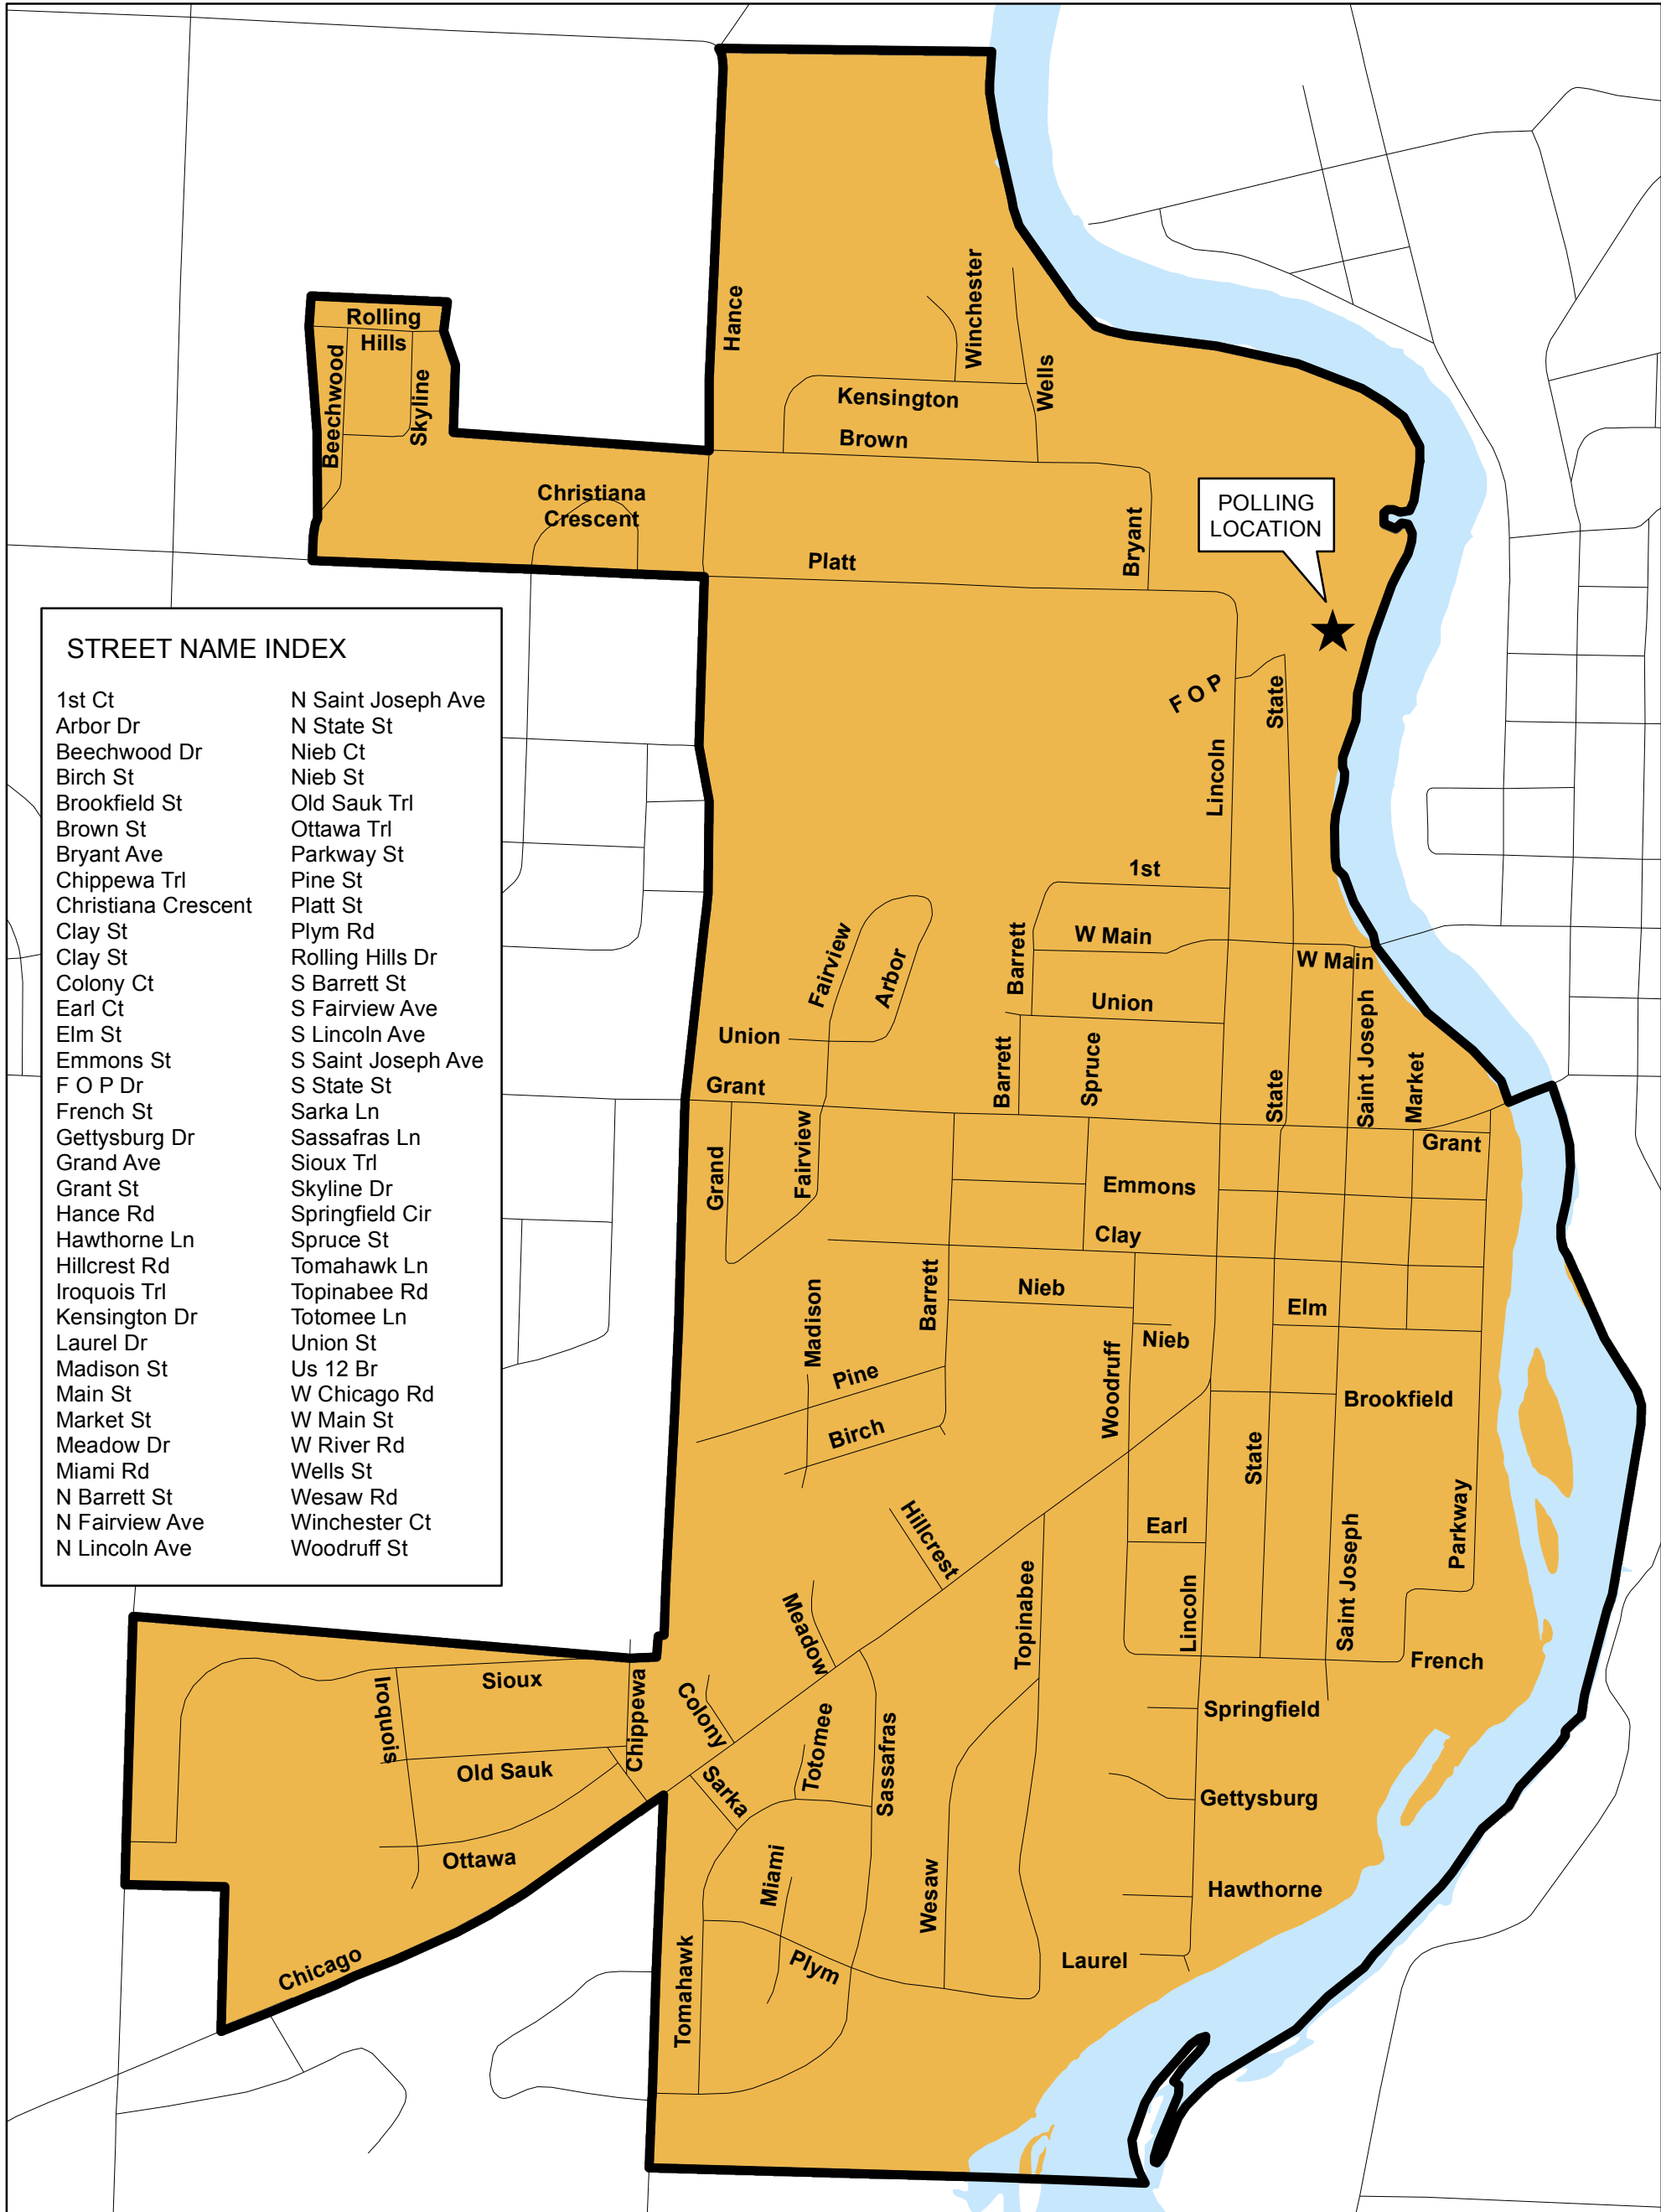 Hance
Winchester
Wells
Rolling
Hills
Beechwood
Skyline
Kensington
Brown
Christiana
Crescent
Platt
Bryant
POLLING
LOCATION
F O P
State
Lincoln
STREET NAME INDEX
1st Ct
Arbor Dr
Beechwood Dr
Birch St
Brookfield St
Brown St
Bryant Ave
Chippewa Trl
Christiana Crescent
Clay St
Clay St
Colony Ct
Earl Ct
Elm St
Emmons St
F O P Dr
French St
Gettysburg Dr
Grand Ave
Grant St
Hance Rd
Hawthorne Ln
Hillcrest Rd
Iroquois Trl
Kensington Dr
Laurel Dr
Madison St
Main St
Market St
Meadow Dr
Miami Rd
N Barrett St
N Fairview Ave
N Lincoln Ave
N Saint Joseph Ave
N State St
Nieb Ct
Nieb St
Old Sauk Trl
Ottawa Trl
Parkway St
Pine St
Platt St
Plym Rd
Rolling Hills Dr
S Barrett St
S Fairview Ave
S Lincoln Ave
S Saint Joseph Ave
S State St
Sarka Ln
Sassafras Ln
Sioux Trl
Skyline Dr
Springfield Cir
Spruce St
Tomahawk Ln
Topinabee Rd
Totomee Ln
Union St
Us 12 Br
W Chicago Rd
W Main St
W River Rd
Wells St
Wesaw Rd
Winchester Ct
Woodruff St
1st
Fairview
Arbor
Barrett
W Main
W Main
Union
Union
Barrett
Spruce
State
Saint Joseph
Market
Grant
Grant
Grand
Fairview
Emmons
Clay
Barrett
Madison
Nieb
Nieb
Elm
Pine
Birch
Woodruff
Brookfield
State
Parkway
Hillcrest
Earl
Topinabee
Lincoln
Saint Joseph
Meadow
French
Sioux
Iroquois
Chippewa
Colony
Totomee
Sassafras
Springfield
Old Sauk
Sarka
Gettysburg
Ottawa
Miami
Wesaw
Hawthorne
Chicago
Tomahawk
Plym
Laurel